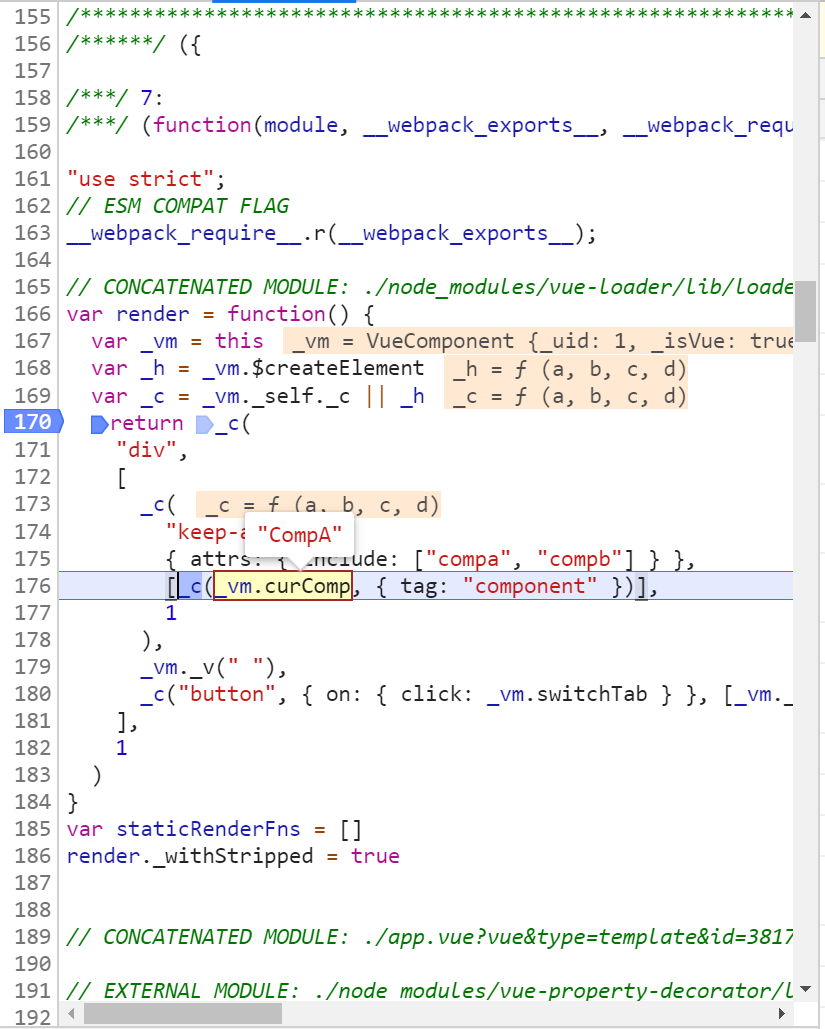 155 /***********************************************************
156 /******/ ({
157
158 /***/ 7:
159 /***/ (function(module, __webpack_exports__, __webpack_requ
160
161 "use strict";
162 // ESM COMPAT FLAG
163 __webpack_require__.r(__webpack_exports__);
164
165 // CONCATENATED MODULE: ./node_modules/vue-loader/lib/loade
166 var render = function() {
167 var _vm = this _vm = VueComponent {_uid: 1, _isVue: true
168 var _h = _vm.$createElement _h = ƒ (a, b, c, d)
169 var _c = _vm._self._c || _h _c = ƒ (a, b, c, d)
170 return _c(
171 "div",
172 [
173 _c( _c = ƒ (a, b, c, d)
174 "keep-a "CompA"
175 { attrs: { include: ["compa", "compb"] } },
176 [_c(_vm.curComp, { tag: "component" })],
177 1
178 ),
179 _vm._v(" "),
180 _c("button", { on: { click: _vm.switchTab } }, [_vm._
181 ],
182 1
183 )
184 }
185 var staticRenderFns = []
186 render._withStripped = true
187
188
189 // CONCATENATED MODULE: ./app.vue?vue&type=template&id=3817
190
191 // EXTERNAL MODULE: ./node_modules/vue-property-decorator/l
192